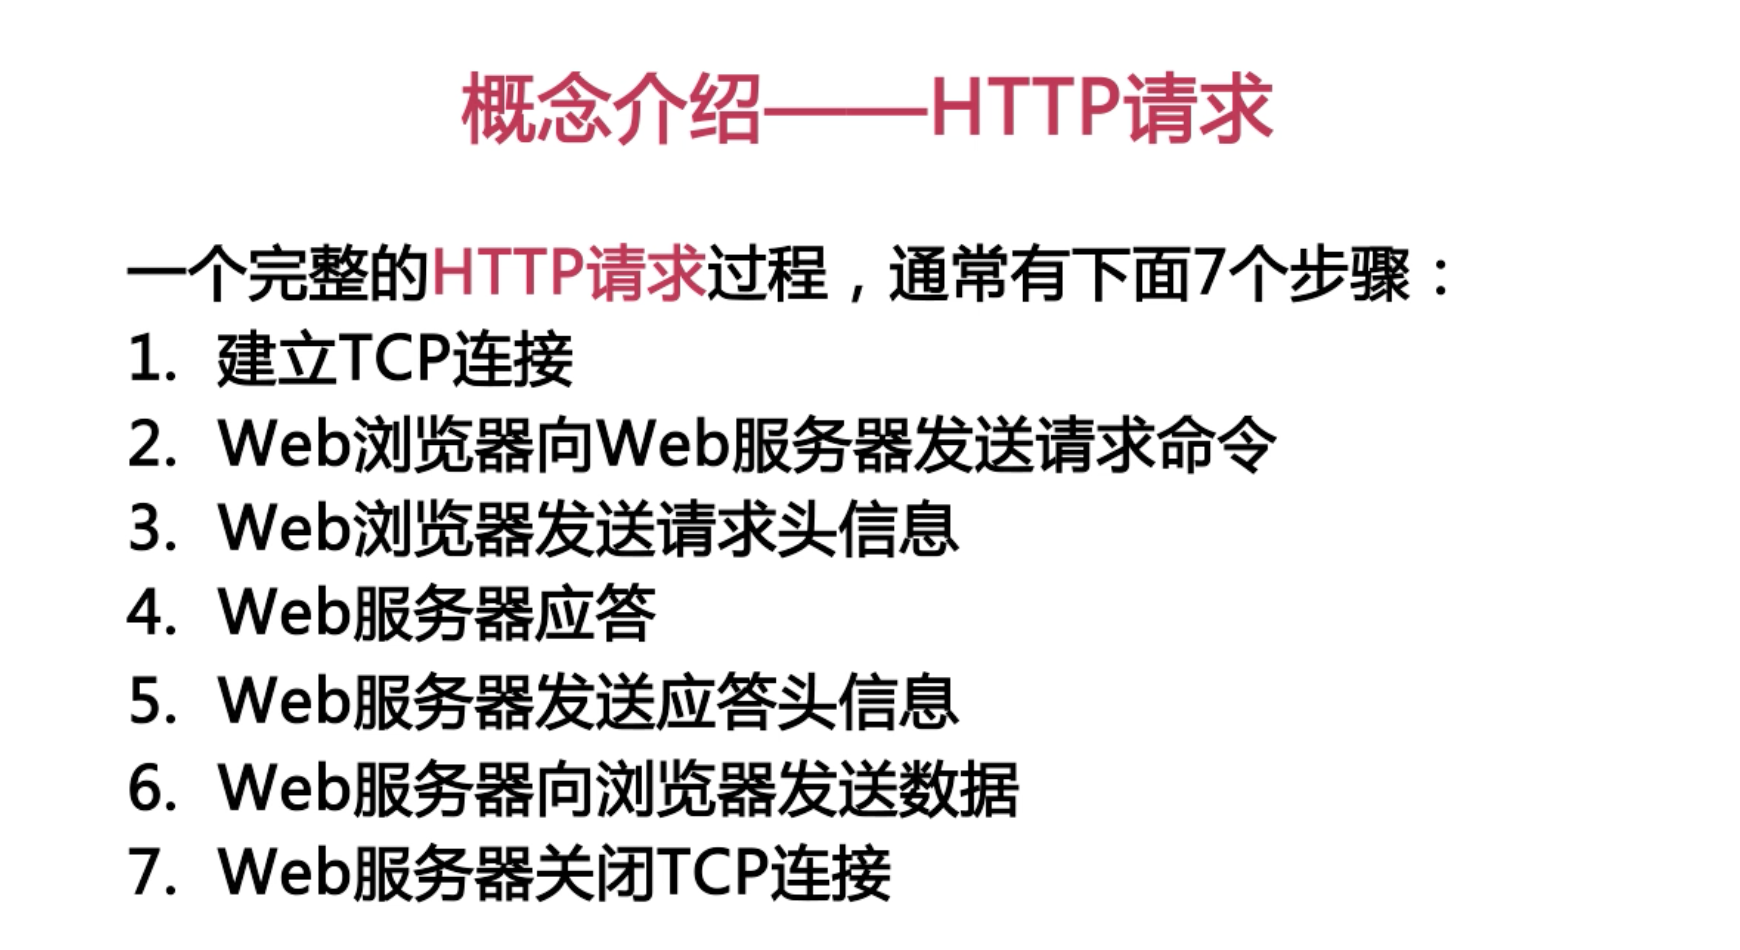 概念介绍——HTTP请求
一个完整的HTTP请求过程，通常有下面7个步骤：
1. 建立TCP连接
2. Web浏览器向Web服务器发送请求命令
3. Web浏览器发送请求头信息
4. Web服务器应答
5. Web服务器发送应答头信息
6. Web服务器向浏览器发送数据
7. Web服务器关闭TCP连接